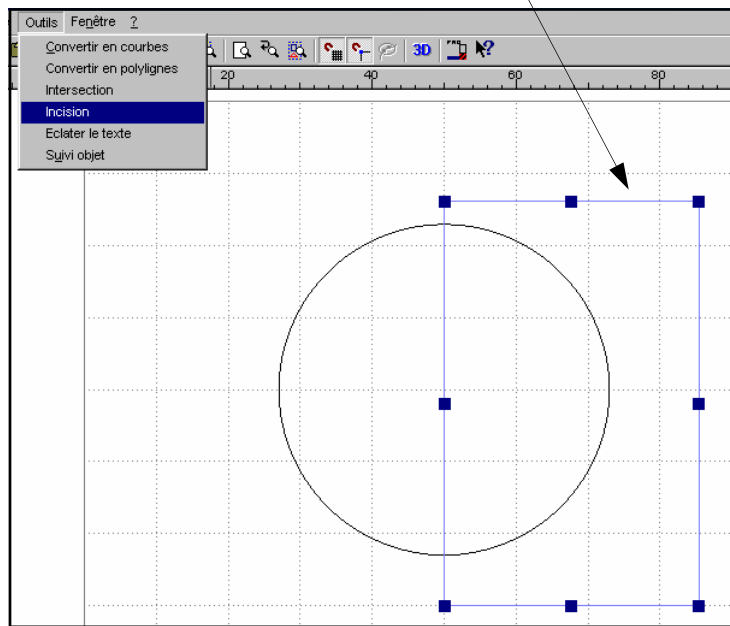 Outils Fenêtre ?
Convertir en courbes
Convertir en polylignes
Intersection
Incision
Eclater le texte
Suivi objet
3D
20 40 60 80